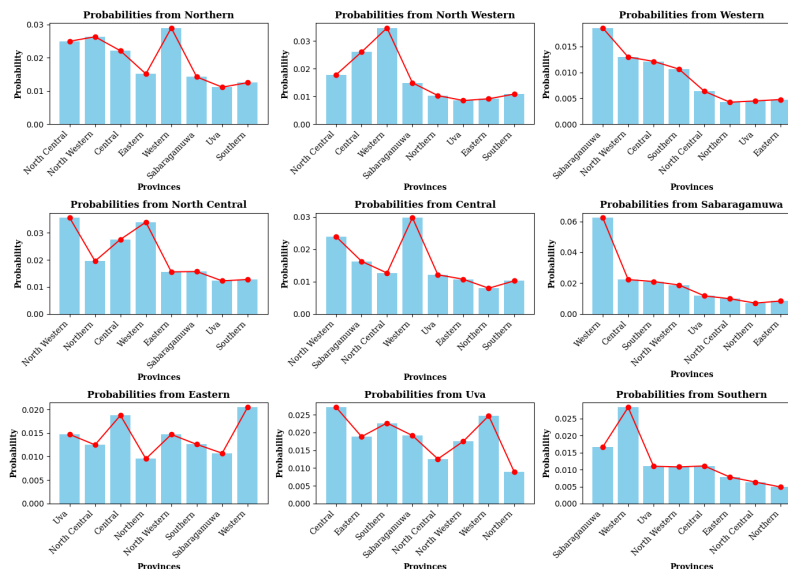 Probabilities from Northern
Probability
0.03
0.02
0.01
0.00
North Central
North Western
Central
Eastern
Western
Sabaragamuwa
Uva
Southern
Provinces
Probabilities from North Western
Probability
0.03
0.02
0.01
0.00
North Central
Central
Western
Sabaragamuwa
Northern
Uva
Eastern
Southern
Provinces
Probabilities from Western
Probability
0.015
0.010
0.005
0.000
Sabaragamuwa
North Western
Central
Southern
North Central
Northern
Uva
Eastern
Provinces
Probabilities from North Central
Probability
0.03
0.02
0.01
0.00
North Western
Northern
Central
Western
Eastern
Sabaragamuwa
Uva
Southern
Provinces
Probabilities from Central
Probability
0.03
0.02
0.01
0.00
North Western
Sabaragamuwa
North Central
Western
Uva
Eastern
Northern
Southern
Provinces
Probabilities from Sabaragamuwa
Probability
0.06
0.04
0.02
0.00
Western
Central
Southern
North Western
Uva
North Central
Northern
Eastern
Provinces
Probabilities from Eastern
Probability
0.020
0.015
0.010
0.005
0.000
Uva
North Central
Central
Northern
North Western
Southern
Sabaragamuwa
Western
Provinces
Probabilities from Uva
Probability
0.025
0.020
0.015
0.010
0.005
0.000
Central
Eastern
Southern
Sabaragamuwa
North Central
North Western
Western
Northern
Provinces
Probabilities from Southern
Probability
0.025
0.020
0.015
0.010
0.005
0.000
Sabaragamuwa
Western
Uva
North Western
Central
Eastern
North Central
Northern
Provinces